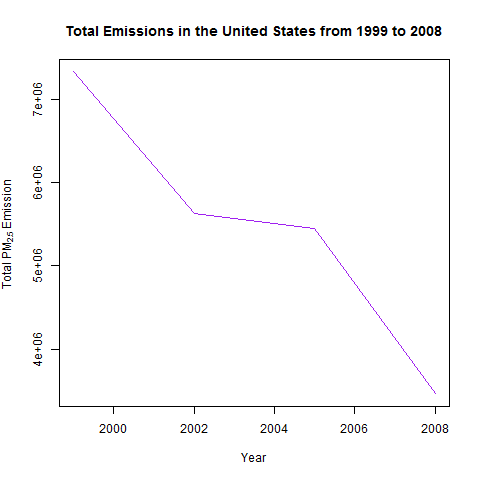 Total Emissions in the United States from 1999 to 2008
Total PM₂.₅ Emission
7e+06
6e+06
5e+06
4e+06
2000 2002 2004 2006 2008
Year